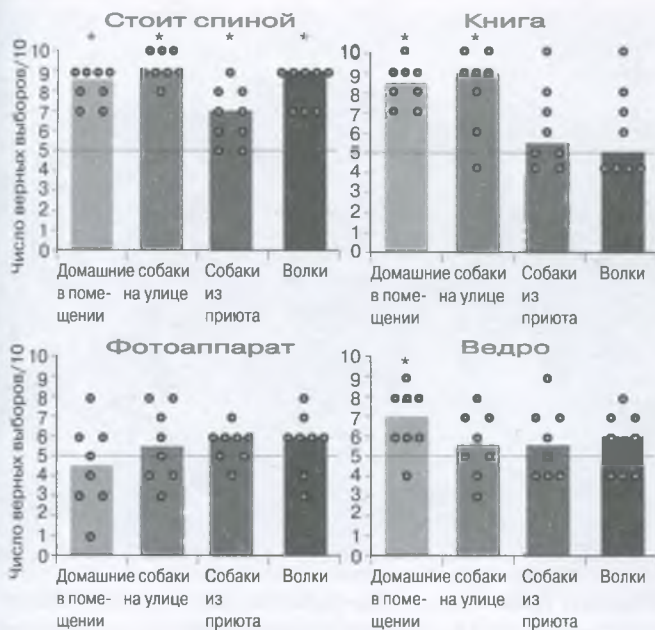 Стоит спиной
Число верных выборов/10
10
9
8
7
6
5
4
3
2
1
0
* * * *
Домашние собаки Собаки Волки
в поме- на улице из
щении приюта
Книга
10
9
8
7
6
5
4
3
2
1
0
* *
Домашние собаки Собаки Волки
в поме- на улице из
щении приюта
Фотоаппарат
Число верных выборов/10
10
9
8
7
6
5
4
3
2
1
0
Домашние собаки Собаки Волки
в поме- на улице из
щении приюта
Ведро
10
9
8
7
6
5
4
3
2
1
0
*
Домашние собаки Собаки Волки
в поме- на улице из
щении приюта